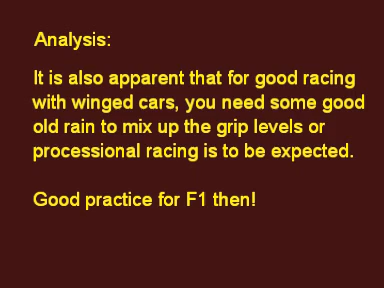 Analysis:
It is also apparent that for good racing
with winged cars, you need some good
old rain to mix up the grip levels or
processional racing is to be expected.
Good practice for F1 then!